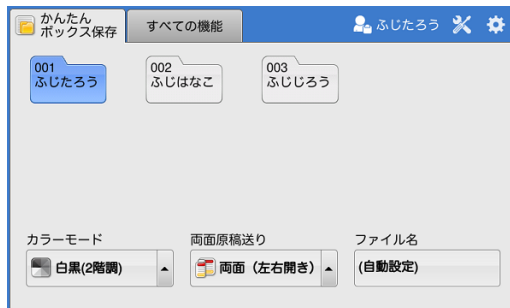 かんたん
ボックス保存
すべての機能
ふじたろう
001
ふじたろう
002
ふじはなこ
003
ふじじろう
カラーモード
両面原稿送り
ファイル名
白黒(2階調)
両面（左右開き）
(自動設定)